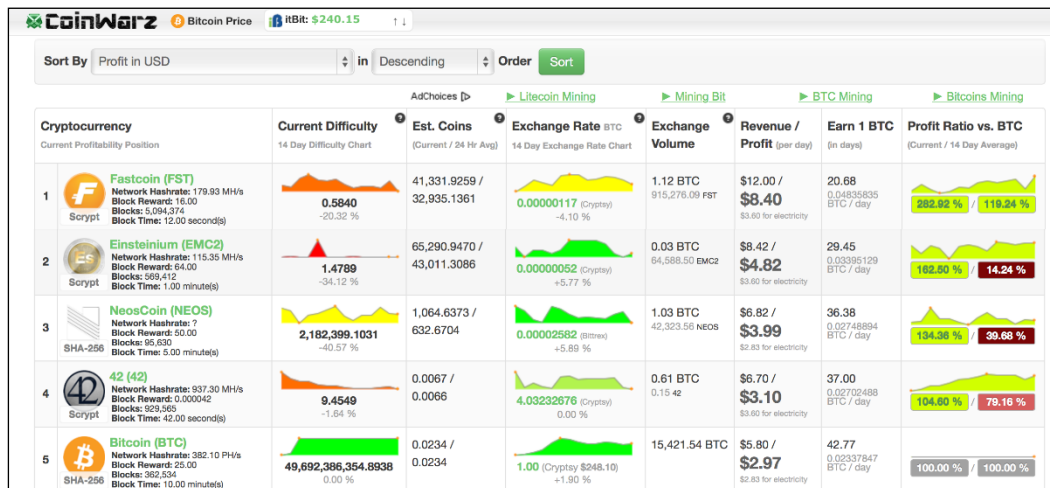 CoinWarz Bitcoin Price itBit: $240.15 ↑ ↓
Sort By Profit in USD in Descending Order Sort
AdChoices ► Litecoin Mining ► Mining Bit ► BTC Mining ► Bitcoins Mining
Cryptocurrency Current Difficulty ? Est. Coins ? Exchange Rate BTC ? Exchange Volume ? Revenue / Profit (per day) Earn 1 BTC Profit Ratio vs. BTC
Current Profitability Position 14 Day Difficulty Chart (Current / 24 Hr Avg) 14 Day Exchange Rate Chart (in days) (Current / 14 Day Average)
1
Scrypt
Fastcoin (FST)
Network Hashrate: 179.93 MH/s
Block Reward: 16.00
Blocks: 5,094,374
Block Time: 12.00 second(s)
0.5840
-20.32 %
41,331.9259 /
32,935.1361
0.00000117 (Cryptsy)
-4.10 %
1.12 BTC
915,276.09 FST
$12.00 /
$8.40
$3.60 for electricity
20.68
0.04835835
BTC / day
282.92 % / 119.24 %
2
Es
Scrypt
Einsteinium (EMC2)
Network Hashrate: 115.35 MH/s
Block Reward: 64.00
Blocks: 569,412
Block Time: 1.00 minute(s)
1.4789
-34.12 %
65,290.9470 /
43,011.3086
0.00000052 (Cryptsy)
+5.77 %
0.03 BTC
64,588.50 EMC2
$8.42 /
$4.82
$3.60 for electricity
29.45
0.03395129
BTC / day
162.50 % / 14.24 %
3
SHA-256
NeosCoin (NEOS)
Network Hashrate: ?
Block Reward: 50.00
Blocks: 95,630
Block Time: 5.00 minute(s)
2,182,399.1031
-40.57 %
1,064.6373 /
632.6704
0.00002582 (Bittrex)
+5.89 %
1.03 BTC
42,323.56 NEOS
$6.82 /
$3.99
$2.83 for electricity
36.38
0.02748894
BTC / day
134.36 % / 39.68 %
4
42
Scrypt
42 (42)
Network Hashrate: 937.30 MH/s
Block Reward: 0.000042
Blocks: 929,565
Block Time: 42.00 second(s)
9.4549
-1.64 %
0.0067 /
0.0066
4.03232676 (Cryptsy)
0.00 %
0.61 BTC
0.15 42
$6.70 /
$3.10
$3.60 for electricity
37.00
0.02702488
BTC / day
104.60 % / 79.16 %
5
SHA-256
Bitcoin (BTC)
Network Hashrate: 382.10 PH/s
Block Reward: 25.00
Blocks: 362,534
Block Time: 10.00 minute(s)
49,692,386,354.8938
0.00 %
0.0234 /
0.0234
1.00 (Cryptsy $248.10)
+1.90 %
15,421.54 BTC
$5.80 /
$2.97
$2.83 for electricity
42.77
0.02337847
BTC / day
100.00 % / 100.00 %